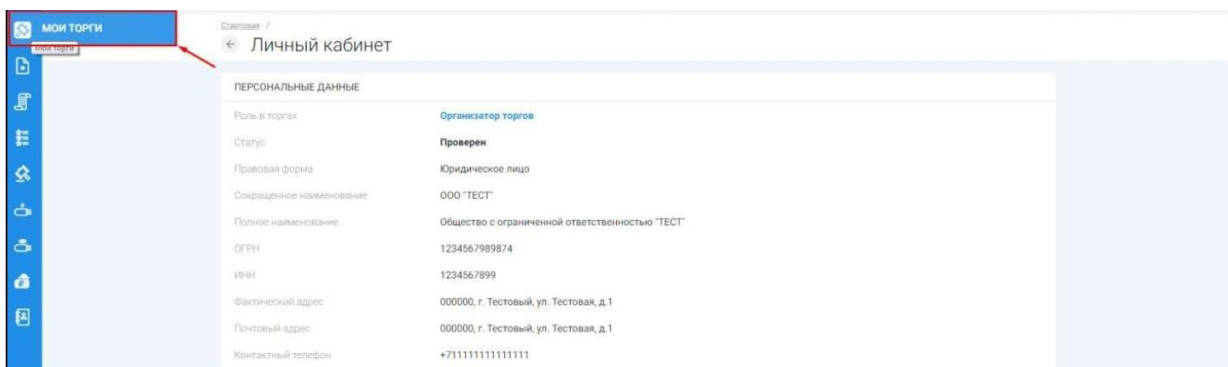 МОИ ТОРГИ
Мои торги
Стартовая /
Личный кабинет
ПЕРСОНАЛЬНЫЕ ДАННЫЕ
Роль в торгах Организатор торгов
Статус Проверен
Правовая форма Юридическое лицо
Сокращенное наименование ООО "ТЕСТ"
Полное наименование Общество с ограниченной ответственностью "ТЕСТ"
ОГРН 1234567989874
ИНН 1234567899
Фактический адрес 000000, г. Тестовый, ул. Тестовая, д.1
Почтовый адрес 000000, г. Тестовый, ул. Тестовая, д.1
Контактный телефон +711111111111111